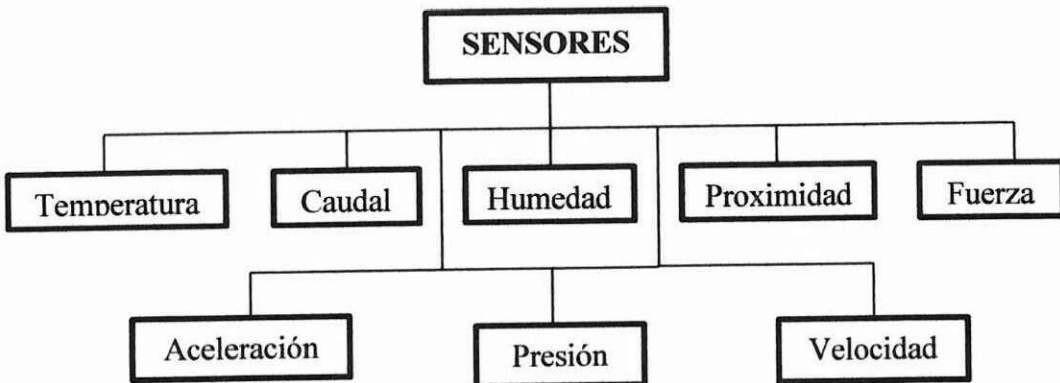 SENSORES
Temperatura
Caudal
Humedad
Proximidad
Fuerza
Aceleración
Presión
Velocidad